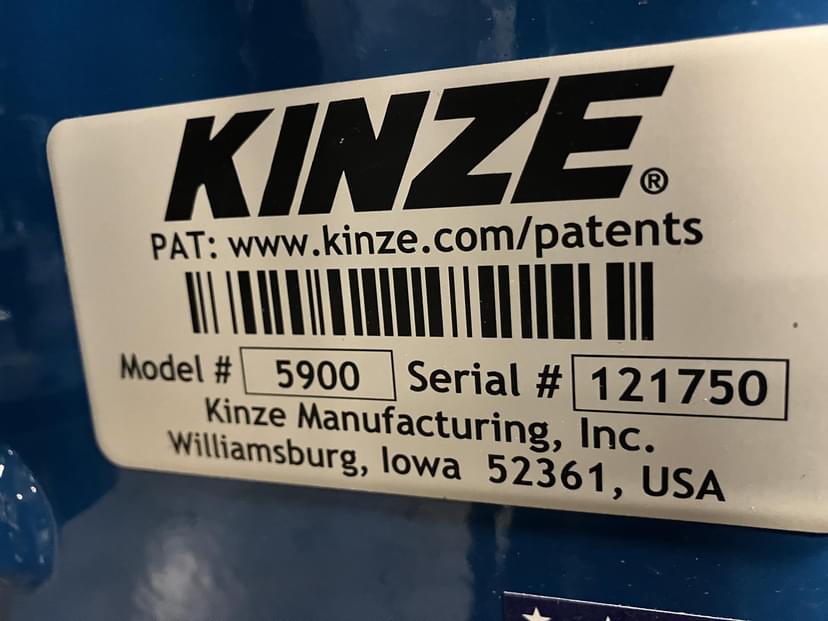 KINZE®
PAT: www.kinze.com/patents
Model # 5900 Serial # 121750
Kinze Manufacturing, Inc.
Williamsburg, Iowa 52361, USA